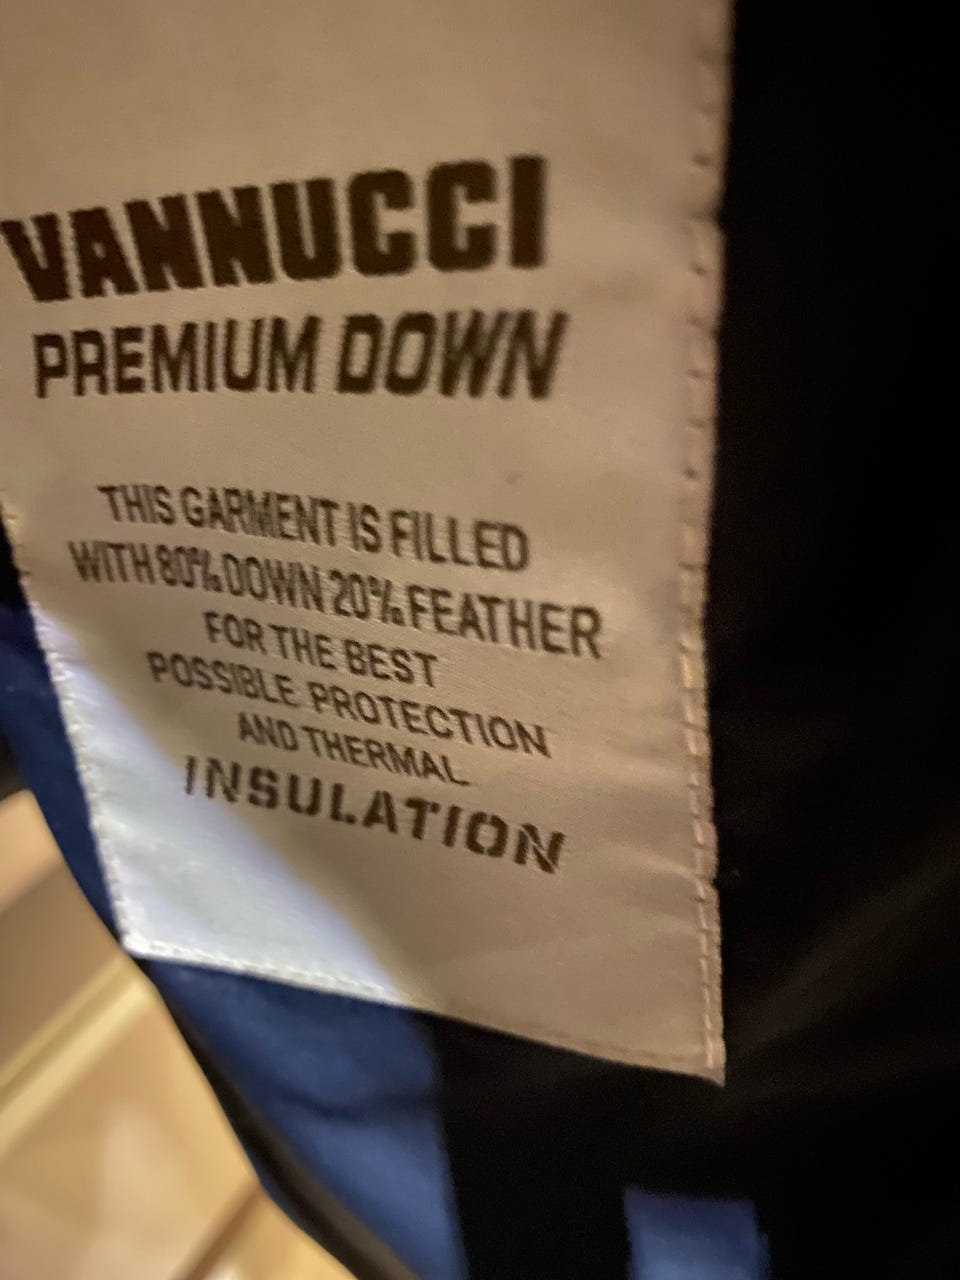 VANNUCCI
PREMIUM DOWN
THIS GARMENT IS FILLED
WITH 80% DOWN 20% FEATHER
FOR THE BEST
POSSIBLE PROTECTION
AND THERMAL
INSULATION